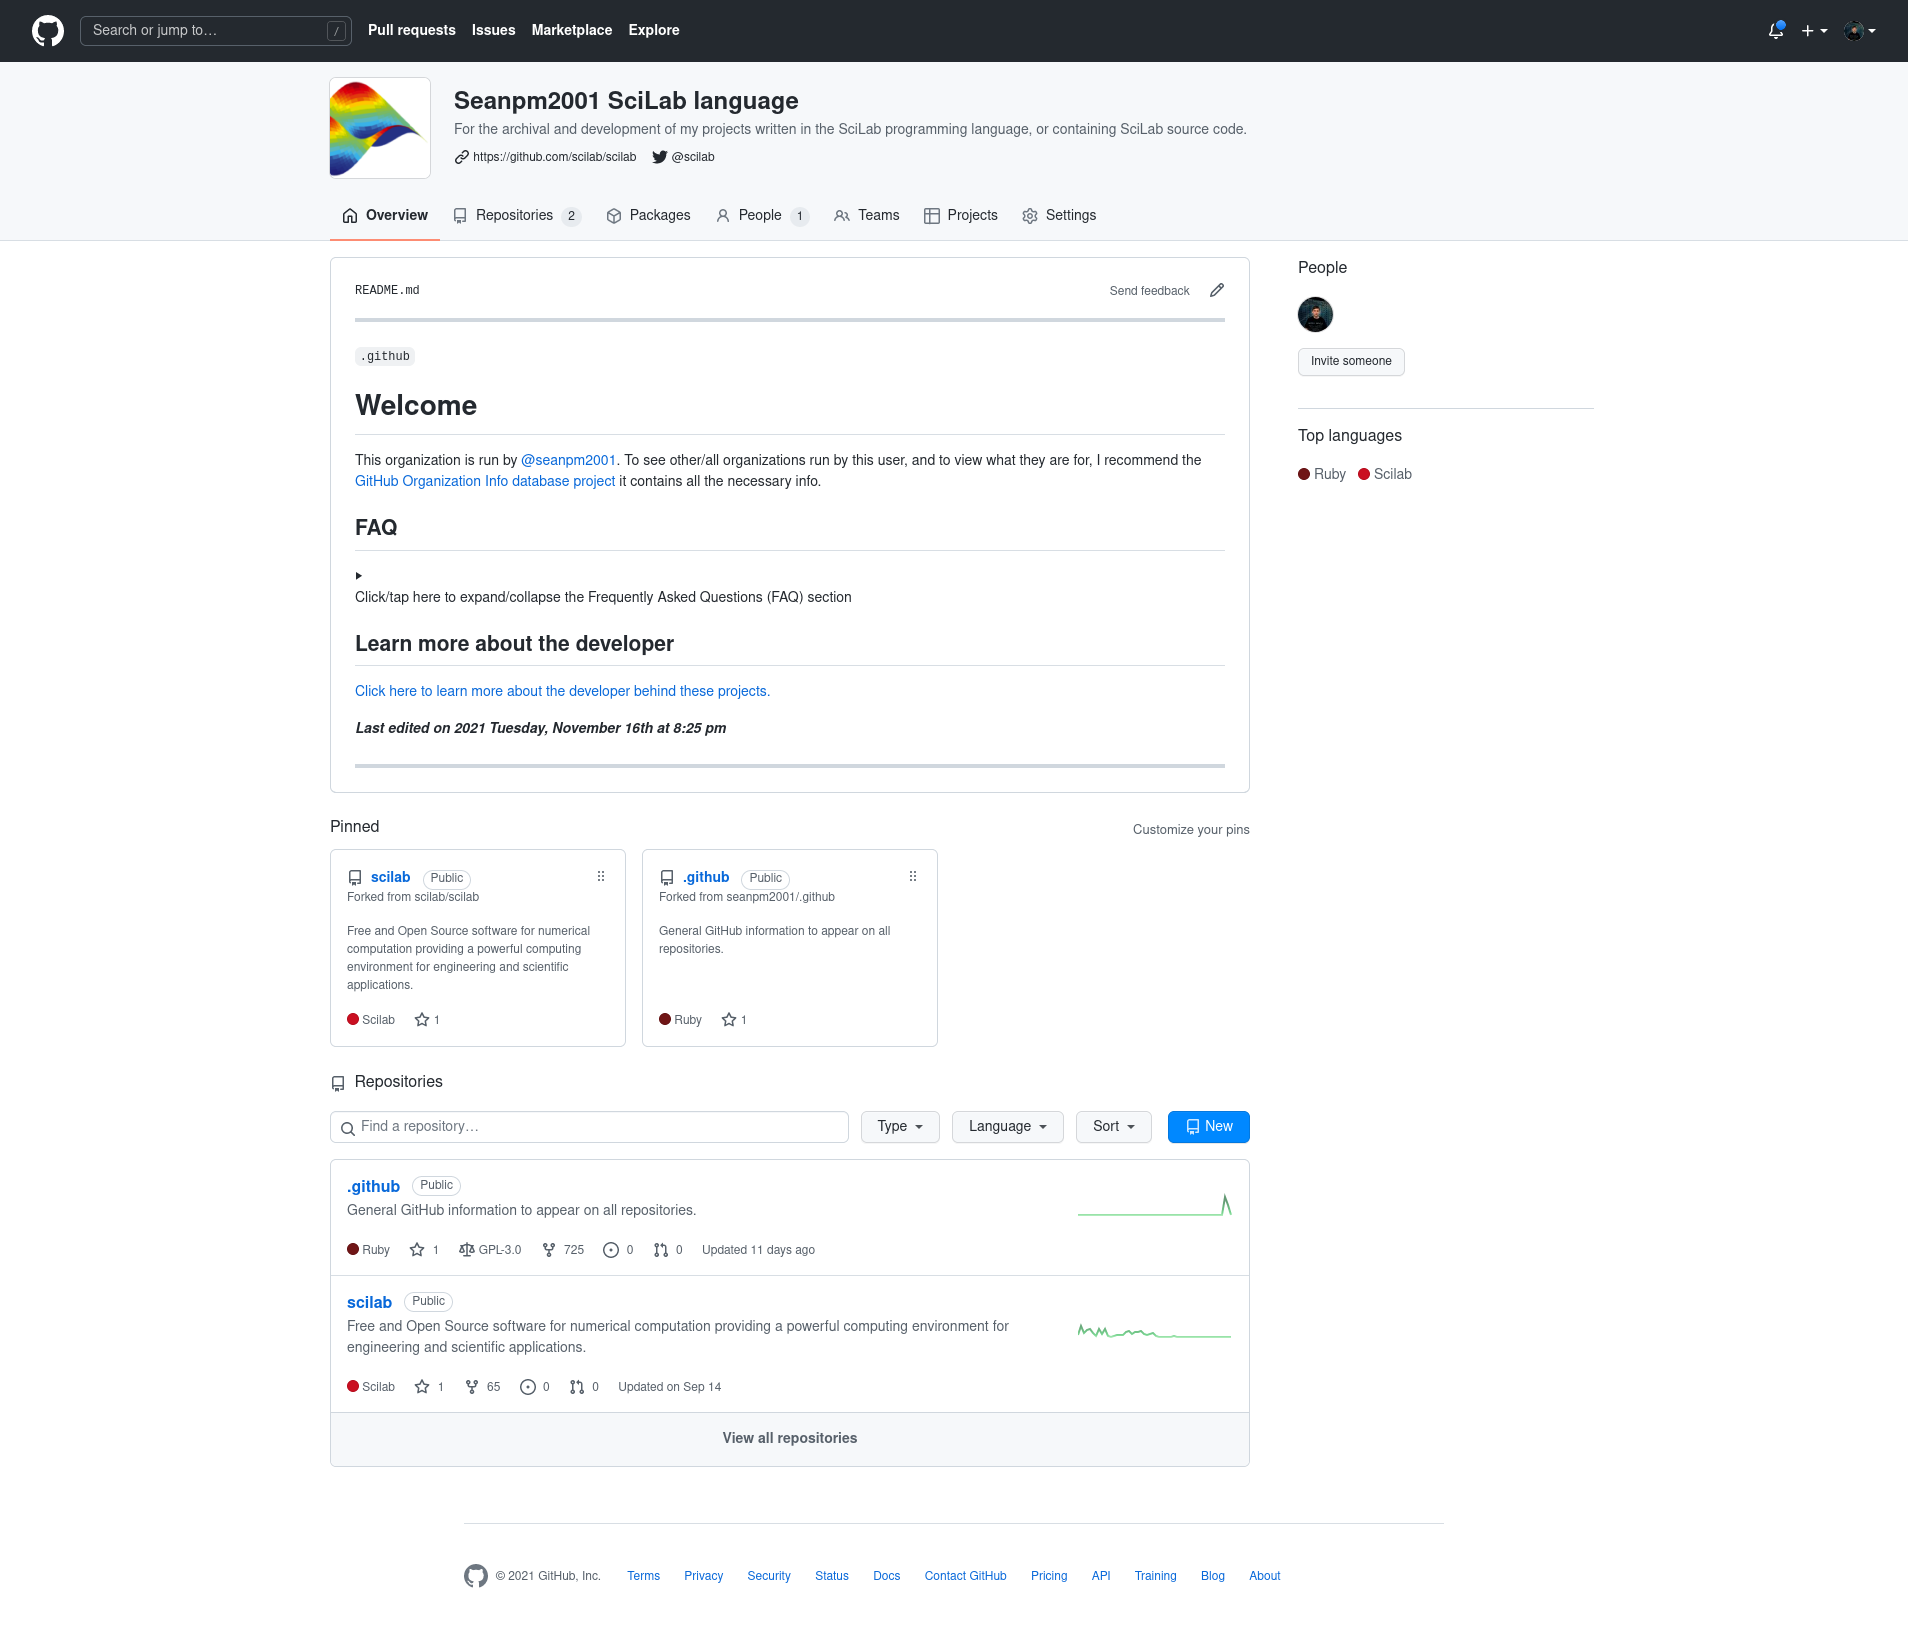 Search or jump to…
/
Pull requests
Issues
Marketplace
Explore
Seanpm2001 SciLab language
For the archival and development of my projects written in the SciLab programming language, or containing SciLab source code.
https://github.com/scilab/scilab
@scilab
Overview
Repositories 2
Packages
People 1
Teams
Projects
Settings
README.md
Send feedback
.github
Welcome
This organization is run by @seanpm2001. To see other/all organizations run by this user, and to view what they are for, I recommend the
GitHub Organization Info database project it contains all the necessary info.
FAQ
Click/tap here to expand/collapse the Frequently Asked Questions (FAQ) section
Learn more about the developer
Click here to learn more about the developer behind these projects.
Last edited on 2021 Tuesday, November 16th at 8:25 pm
People
Invite someone
Top languages
Ruby
Scilab
Pinned
Customize your pins
scilab Public
Forked from scilab/scilab
Free and Open Source software for numerical
computation providing a powerful computing
environment for engineering and scientific
applications.
Scilab 1
.github Public
Forked from seanpm2001/.github
General GitHub information to appear on all
repositories.
Ruby 1
Repositories
Find a repository…
Type
Language
Sort
New
.github Public
General GitHub information to appear on all repositories.
Ruby 1 GPL-3.0 725 0 0 Updated 11 days ago
scilab Public
Free and Open Source software for numerical computation providing a powerful computing environment for
engineering and scientific applications.
Scilab 1 65 0 0 Updated on Sep 14
View all repositories
© 2021 GitHub, Inc.
Terms
Privacy
Security
Status
Docs
Contact GitHub
Pricing
API
Training
Blog
About